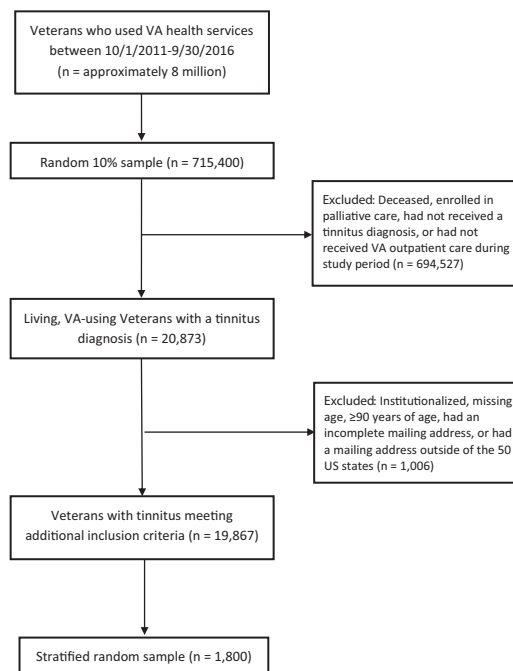 Veterans who used VA health services
between 10/1/2011-9/30/2016
(n = approximately 8 million)
Random 10% sample (n = 715,400)
Excluded: Deceased, enrolled in
palliative care, had not received a
tinnitus diagnosis, or had not
received VA outpatient care during
study period (n = 694,527)
Living, VA-using Veterans with a tinnitus
diagnosis (n = 20,873)
Excluded: Institutionalized, missing
age, ≥90 years of age, had an
incomplete mailing address, or had
a mailing address outside of the 50
US states (n = 1,006)
Veterans with tinnitus meeting
additional inclusion criteria (n = 19,867)
Stratified random sample (n = 1,800)